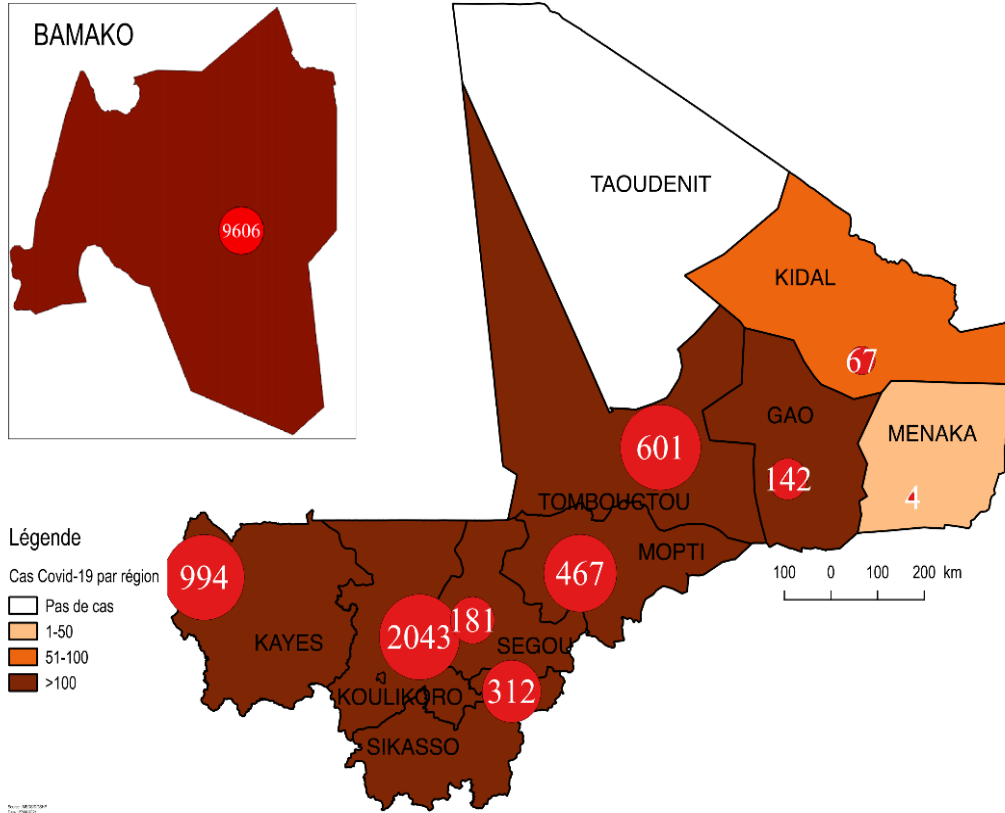 BAMAKO
9606
TAOUDENIT
KIDAL
67
GAO
MENAKA
601
142
4
TOMBOUCTOU
MOPTI
994
467
2043
181
KAYES
SEGOU
KOULIKORO
312
SIKASSO
100 0 100 200 km
Légende
Cas Covid-19 par région
Pas de cas
1-50
51-100
>100